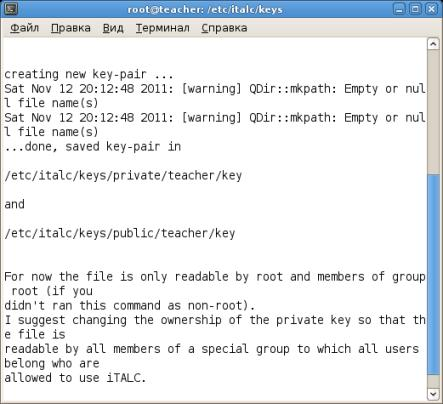 root@teacher: /etc/italc/keys
Файл Правка Вид Терминал Справка
creating new key-pair ...
Sat Nov 12 20:12:48 2011: [warning] QDir::mkpath: Empty or nul
l file name(s)
Sat Nov 12 20:12:48 2011: [warning] QDir::mkpath: Empty or nul
l file name(s)
...done, saved key-pair in
/etc/italc/keys/private/teacher/key
and
/etc/italc/keys/public/teacher/key
For now the file is only readable by root and members of group
 root (if you
didn't ran this command as non-root).
I suggest changing the ownership of the private key so that th
e file is
readable by all members of a special group to which all users
belong who are
allowed to use iTALC.